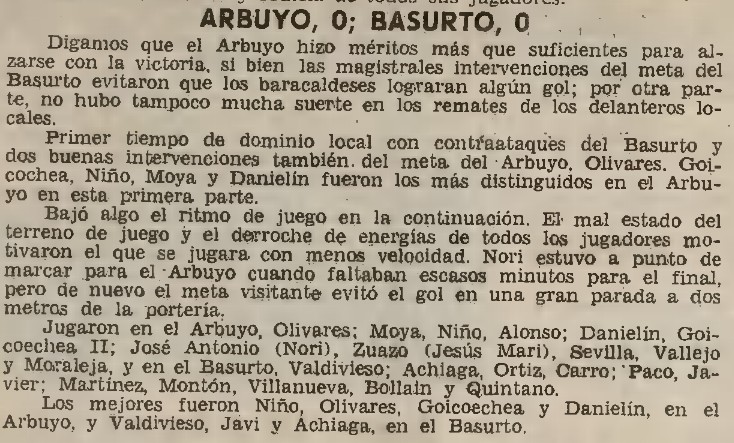 ARBUYO, 0; BASURTO, 0
Digamos que el Arbuyo hizo méritos más que suficientes para al-
zarse con la victoria, si bien las magistrales intervenciones del meta del
Basurto evitaron que los baracaldeses lograran algún gol; por otra par-
te, no hubo tampoco mucha suerte en los remates de los delanteros lo-
cales.
Primer tiempo de dominio local con contraataques del Basurto y
dos buenas intervenciones también. del meta del Arbuyo, Olivares. Goi-
cochea, Niño, Moya y Danielín fueron los más distinguidos en el Arbu-
yo en esta primera parte.
Bajó algo el ritmo de juego en la continuación. El mal estado del
terreno de juego y el derroche de energías de todos los jugadores mo-
tivaron el que se jugara con menos velocidad. Nori estuvo a punto de
marcar para el Arbuyo cuando faltaban escasos minutos para el final,
pero de nuevo el meta visitante evitó el gol en una gran parada a dos
metros de la portería.
Jugaron en el Arbuyo, Olivares; Moya, Niño, Alonso; Danielín, Goi-
coechea II; José Antonio (Nori), Zuazo (Jesús Mari), Sevilla, Vallejo
y Moraleja, y en el Basurto, Valdivieso; Achiaga, Ortiz, Carro; Paco, Ja-
vier; Martínez, Montón, Villanueva, Bollain y Quintano.
Los mejores fueron Niño, Olivares, Goicoechea y Danielín, en el
Arbuyo, y Valdivieso, Javi y Achiaga, en el Basurto.